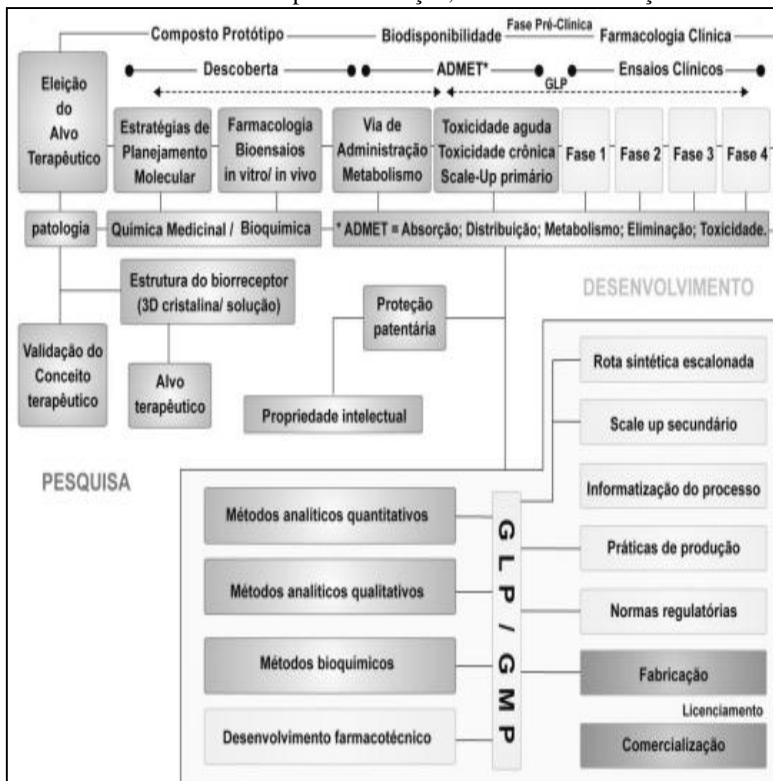 Composto Protótipo
Biodisponibilidade
Fase Pré-Clínica
Farmacologia Clínica
Descoberta
ADMET*
Ensaios Clínicos
GLP
Eleição
do
Alvo
Terapêutico
Estratégias de
Planejamento
Molecular
Farmacologia
Bioensaios
in vitro/ in vivo
Via de
Administração
Metabolismo
Toxicidade aguda
Toxicidade crônica
Scale-Up primário
Fase 1
Fase 2
Fase 3
Fase 4
patologia
Química Medicinal / Bioquímica
* ADMET = Absorção; Distribuição; Metabolismo; Eliminação; Toxicidade.
Estrutura do biorreceptor
(3D cristalina/ solução)
Validação do
Conceito
terapêutico
Alvo
terapêutico
Proteção
patentária
Propriedade intelectual
DESENVOLVIMENTO
PESQUISA
Rota sintética escalonada
Scale up secundário
Informatização do processo
Práticas de produção
Normas regulatórias
Fabricação
Licenciamento
Comercialização
Métodos analíticos quantitativos
Métodos analíticos qualitativos
Métodos bioquímicos
Desenvolvimento farmacotécnico
GLP / GMP